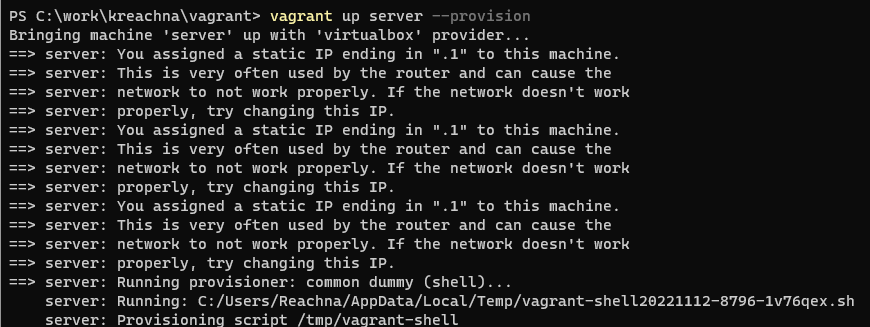 PS C:\work\kreachna\vagrant> vagrant up server --provision
Bringing machine 'server' up with 'virtualbox' provider...
==> server: You assigned a static IP ending in ".1" to this machine.
==> server: This is very often used by the router and can cause the
==> server: network to not work properly. If the network doesn't work
==> server: properly, try changing this IP.
==> server: You assigned a static IP ending in ".1" to this machine.
==> server: This is very often used by the router and can cause the
==> server: network to not work properly. If the network doesn't work
==> server: properly, try changing this IP.
==> server: You assigned a static IP ending in ".1" to this machine.
==> server: This is very often used by the router and can cause the
==> server: network to not work properly. If the network doesn't work
==> server: properly, try changing this IP.
==> server: Running provisioner: common dummy (shell)...
    server: Running: C:/Users/Reachna/AppData/Local/Temp/vagrant-shell20221112-8796-1v76qex.sh
    server: Provisioning script /tmp/vagrant-shell